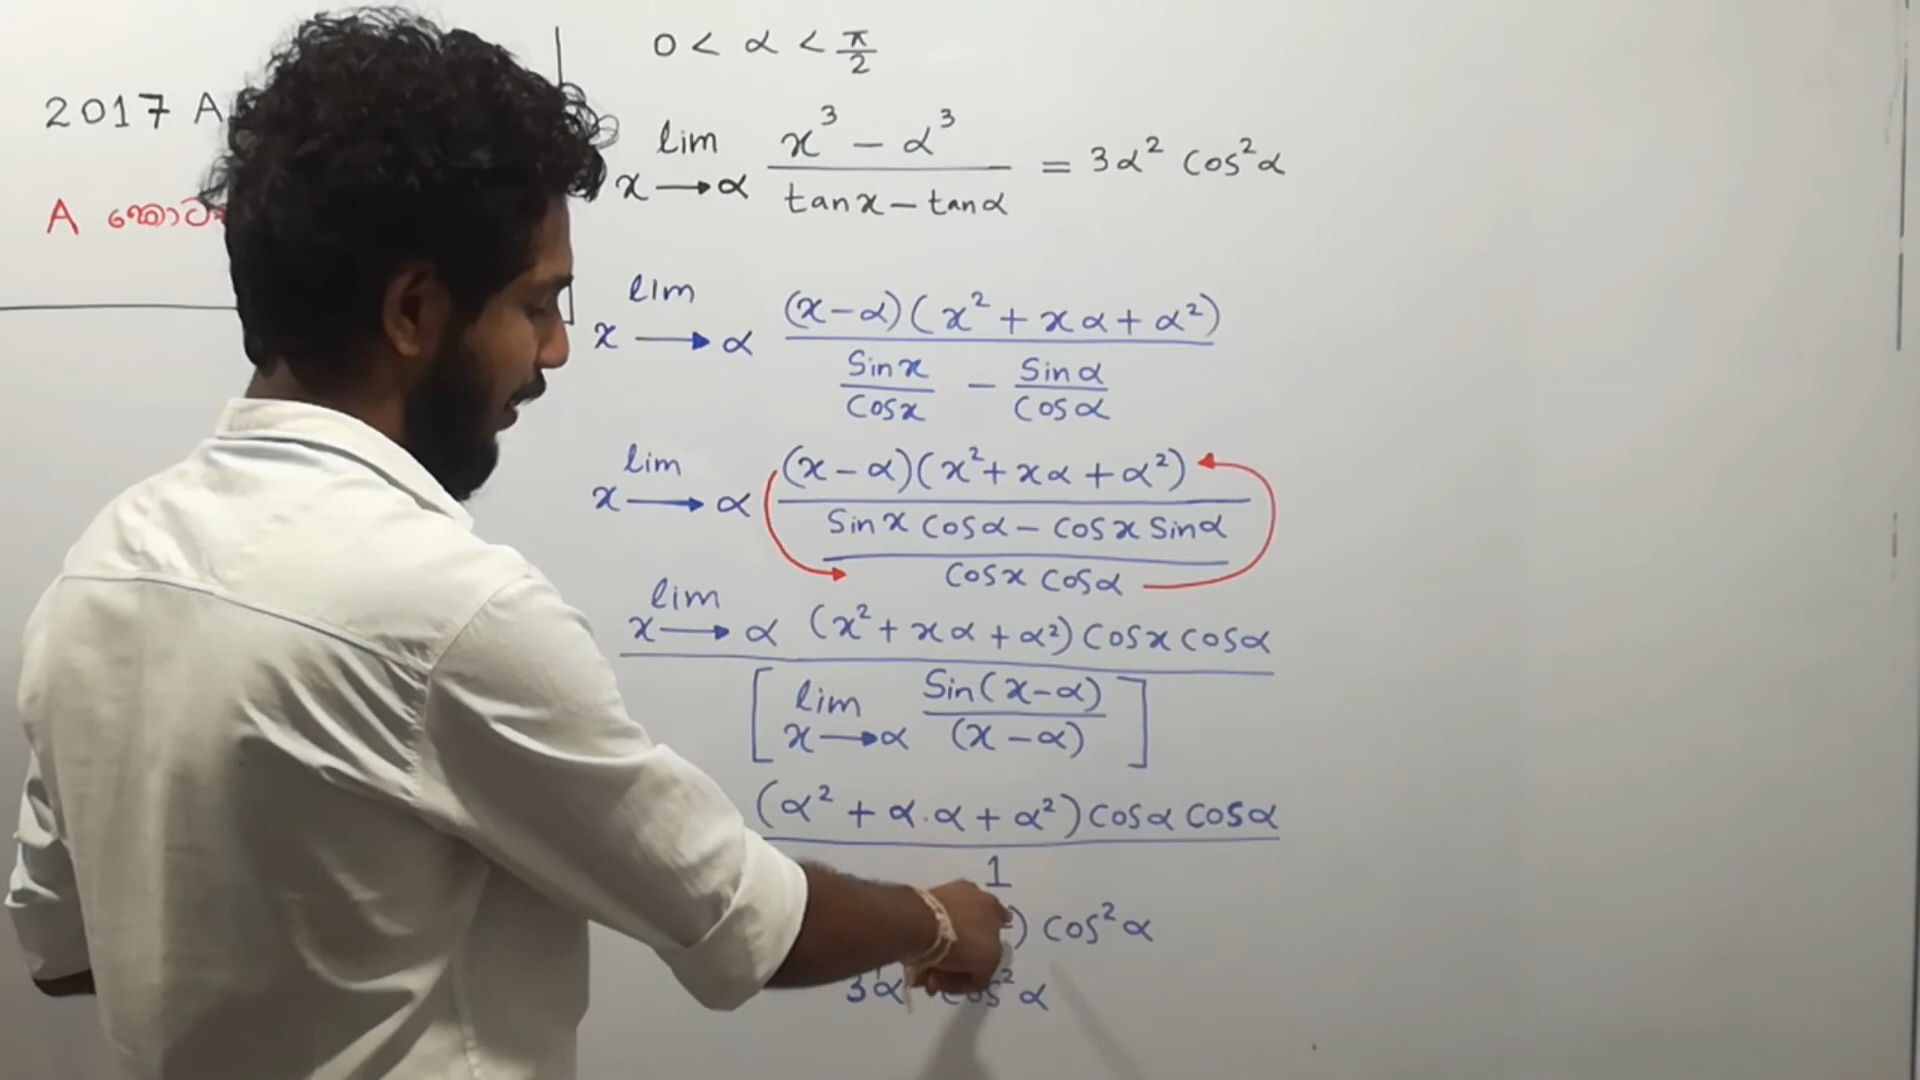 2017 A
A කොට
0 < α < π/2
lim x→α (x³ − α³)/(tan x − tan α) = 3α² Cos²α
lim x→α (x−α)(x² + xα + α²) / (Sin x/Cos x − Sin α/Cos α)
lim x→α (x−α)(x² + xα + α²) / ((Sin x Cos α − Cos x Sin α)/(Cos x Cos α))
lim x→α (x² + xα + α²) Cos x Cos α / [lim x→α Sin(x−α)/(x−α)]
(α² + α.α + α²) Cos α Cos α / 1
) Cos²α
3α Cos²α